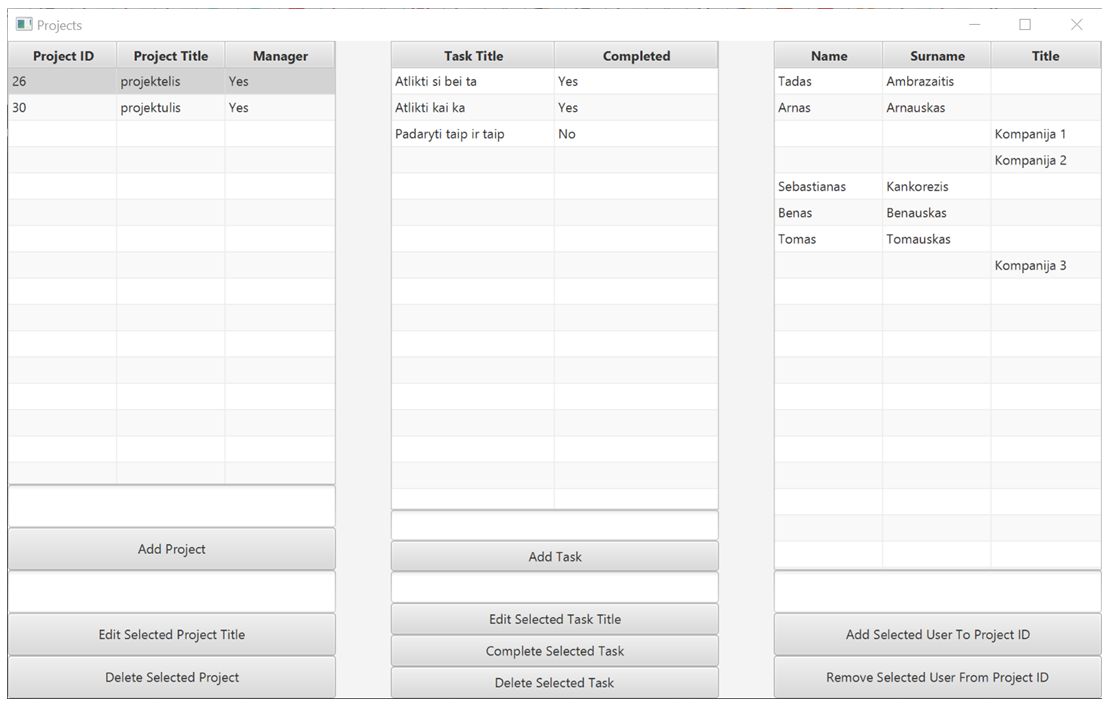 Projects
Project ID Project Title Manager
26 projektelis Yes
30 projektulis Yes
Add Project
Edit Selected Project Title
Delete Selected Project
Task Title Completed
Atlikti si bei ta Yes
Atlikti kai ka Yes
Padaryti taip ir taip No
Add Task
Edit Selected Task Title
Complete Selected Task
Delete Selected Task
Name Surname Title
Tadas Ambrazaitis
Arnas Arnauskas
Kompanija 1
Kompanija 2
Sebastianas Kankorezis
Benas Benauskas
Tomas Tomauskas
Kompanija 3
Add Selected User To Project ID
Remove Selected User From Project ID